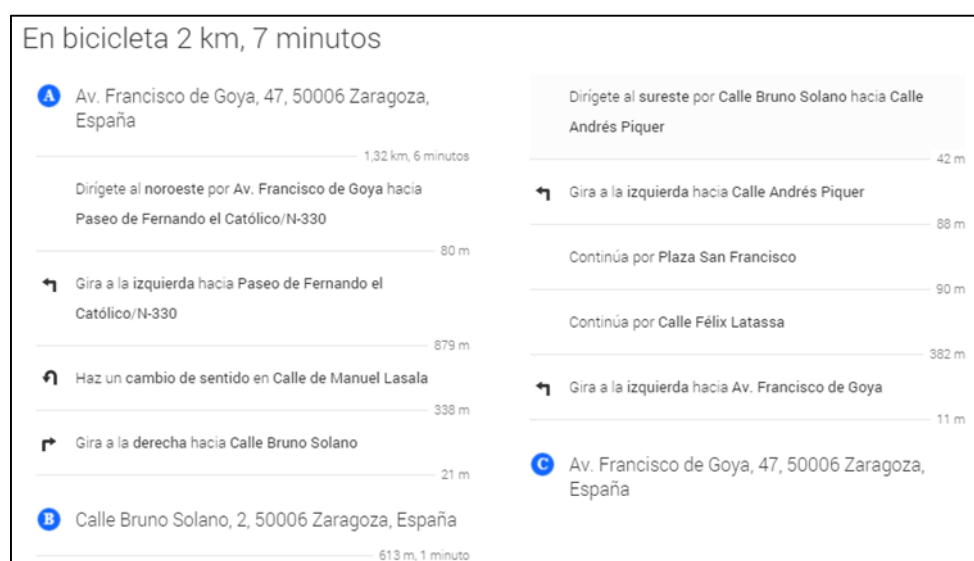 En bicicleta 2 km, 7 minutos
A Av. Francisco de Goya, 47, 50006 Zaragoza,
España
1,32 km, 6 minutos
Dirígete al noroeste por Av. Francisco de Goya hacia
Paseo de Fernando el Católico/N-330
80 m
Gira a la izquierda hacia Paseo de Fernando el
Católico/N-330
879 m
Haz un cambio de sentido en Calle de Manuel Lasala
338 m
Gira a la derecha hacia Calle Bruno Solano
21 m
B Calle Bruno Solano, 2, 50006 Zaragoza, España
613 m, 1 minuto
Dirígete al sureste por Calle Bruno Solano hacia Calle
Andrés Piquer
42 m
Gira a la izquierda hacia Calle Andrés Piquer
88 m
Continúa por Plaza San Francisco
90 m
Continúa por Calle Félix Latassa
382 m
Gira a la izquierda hacia Av. Francisco de Goya
11 m
C Av. Francisco de Goya, 47, 50006 Zaragoza,
España